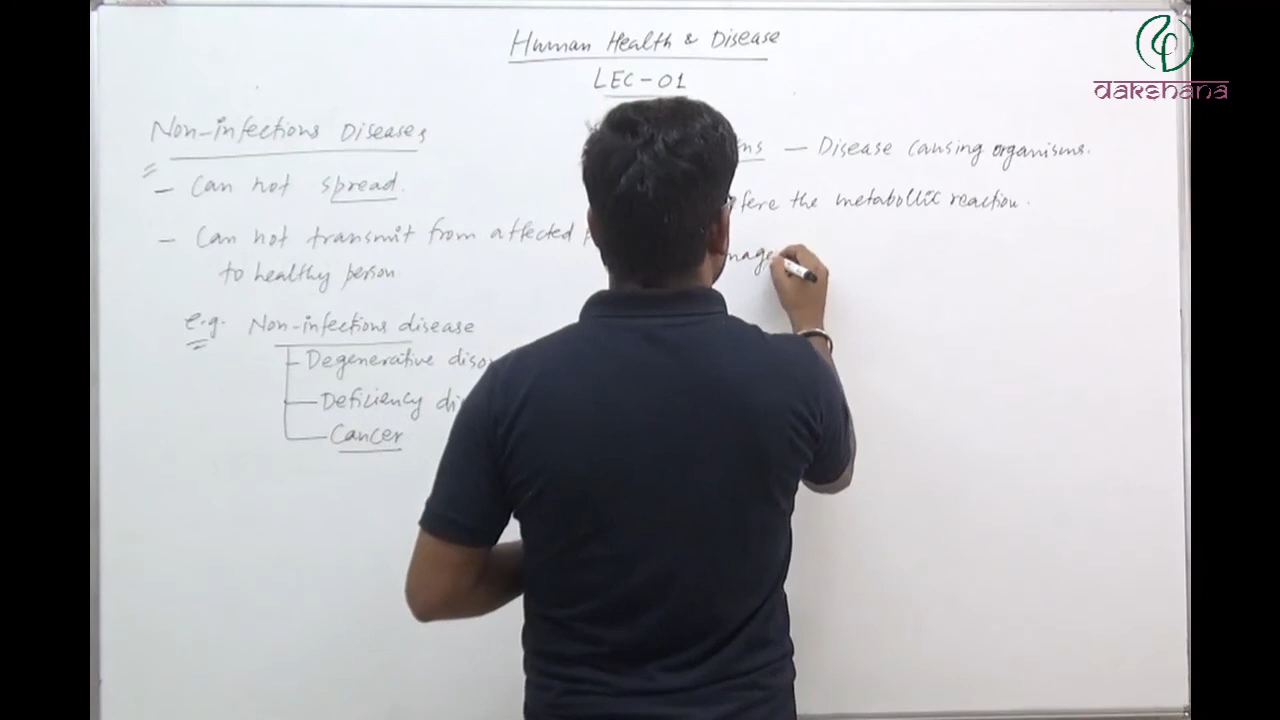 Human Health & Disease
LEC-01
dakshana
Non-infections Diseases
- Can not spread.
- Can not transmit from affected
to healthy person
e.g. Non-infections disease
Degenerative
Deficiency
Cancer
- Disease causing organisms.
the metabollic reaction.